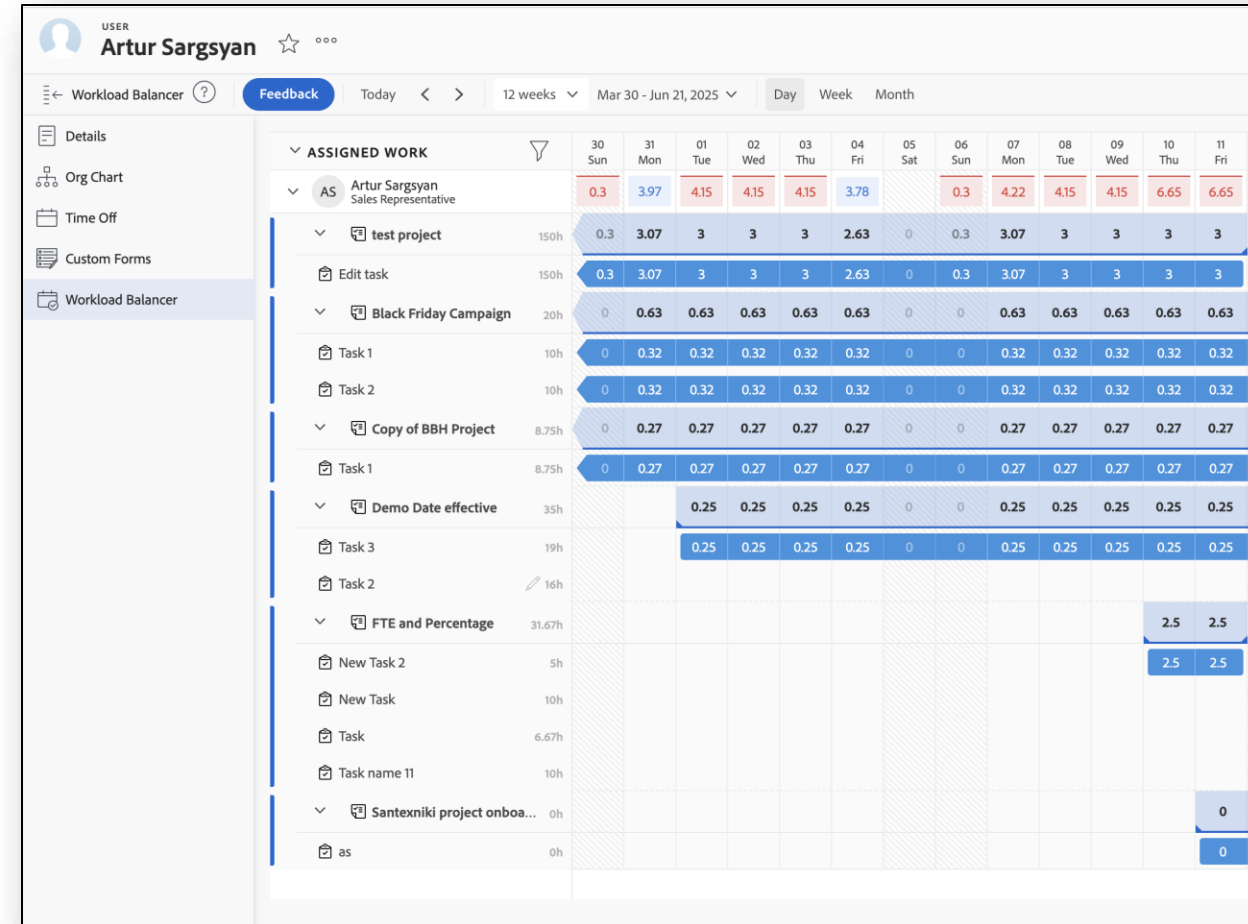 USER
Artur Sargsyan
Workload Balancer ? Feedback Today 12 weeks Mar 30 - Jun 21, 2025 Day Week Month
Details
Org Chart
Time Off
Custom Forms
Workload Balancer
ASSIGNED WORK 30 31 01 02 03 04 05 06 07 08 09 10 11
Sun Mon Tue Wed Thu Fri Sat Sun Mon Tue Wed Thu Fri
AS Artur Sargsyan 0.3 3.97 4.15 4.15 4.15 3.78 0.3 4.22 4.15 4.15 6.65 6.65
Sales Representative
test project 150h 0.3 3.07 3 3 3 2.63 0 0.3 3.07 3 3 3 3
Edit task 150h 0.3 3.07 3 3 3 2.63 0 0.3 3.07 3 3 3 3
Black Friday Campaign 20h 0 0.63 0.63 0.63 0.63 0.63 0 0 0.63 0.63 0.63 0.63 0.63
Task 1 10h 0 0.32 0.32 0.32 0.32 0.32 0 0 0.32 0.32 0.32 0.32 0.32
Task 2 10h 0 0.32 0.32 0.32 0.32 0.32 0 0 0.32 0.32 0.32 0.32 0.32
Copy of BBH Project 8.75h 0 0.27 0.27 0.27 0.27 0.27 0 0 0.27 0.27 0.27 0.27 0.27
Task 1 8.75h 0 0.27 0.27 0.27 0.27 0.27 0 0 0.27 0.27 0.27 0.27 0.27
Demo Date effective 35h 0.25 0.25 0.25 0.25 0 0 0.25 0.25 0.25 0.25 0.25
Task 3 19h 0.25 0.25 0.25 0.25 0 0 0.25 0.25 0.25 0.25 0.25
Task 2 16h
FTE and Percentage 31.67h 2.5 2.5
New Task 2 5h 2.5 2.5
New Task 10h
Task 6.67h
Task name 11 10h
Santexniki project onboa... 0h 0
as 0h 0